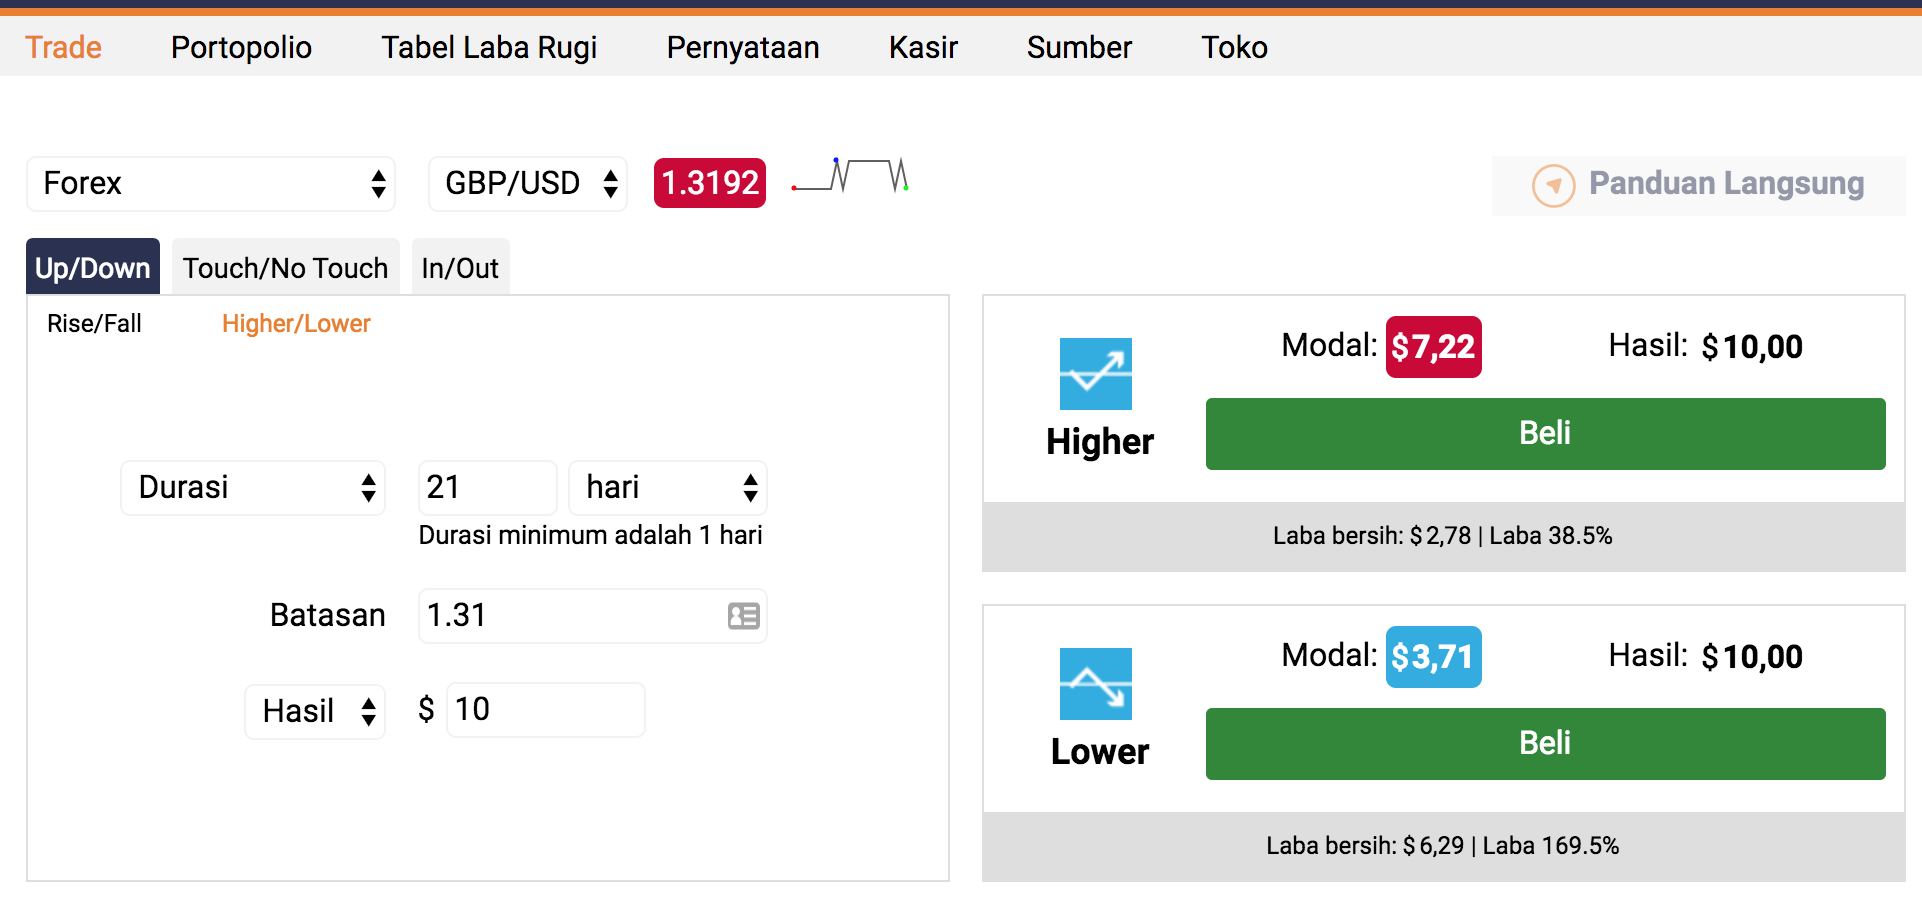 Trade Portopolio Tabel Laba Rugi Pernyataan Kasir Sumber Toko
Forex GBP/USD 1.3192 Panduan Langsung
Up/Down Touch/No Touch In/Out
Rise/Fall Higher/Lower
Durasi 21 hari
Durasi minimum adalah 1 hari
Batasan 1.31
Hasil $ 10
Modal: $7,22 Hasil: $10,00
Higher
Beli
Laba bersih: $2,78 | Laba 38.5%
Modal: $3,71 Hasil: $10,00
Lower
Beli
Laba bersih: $6,29 | Laba 169.5%